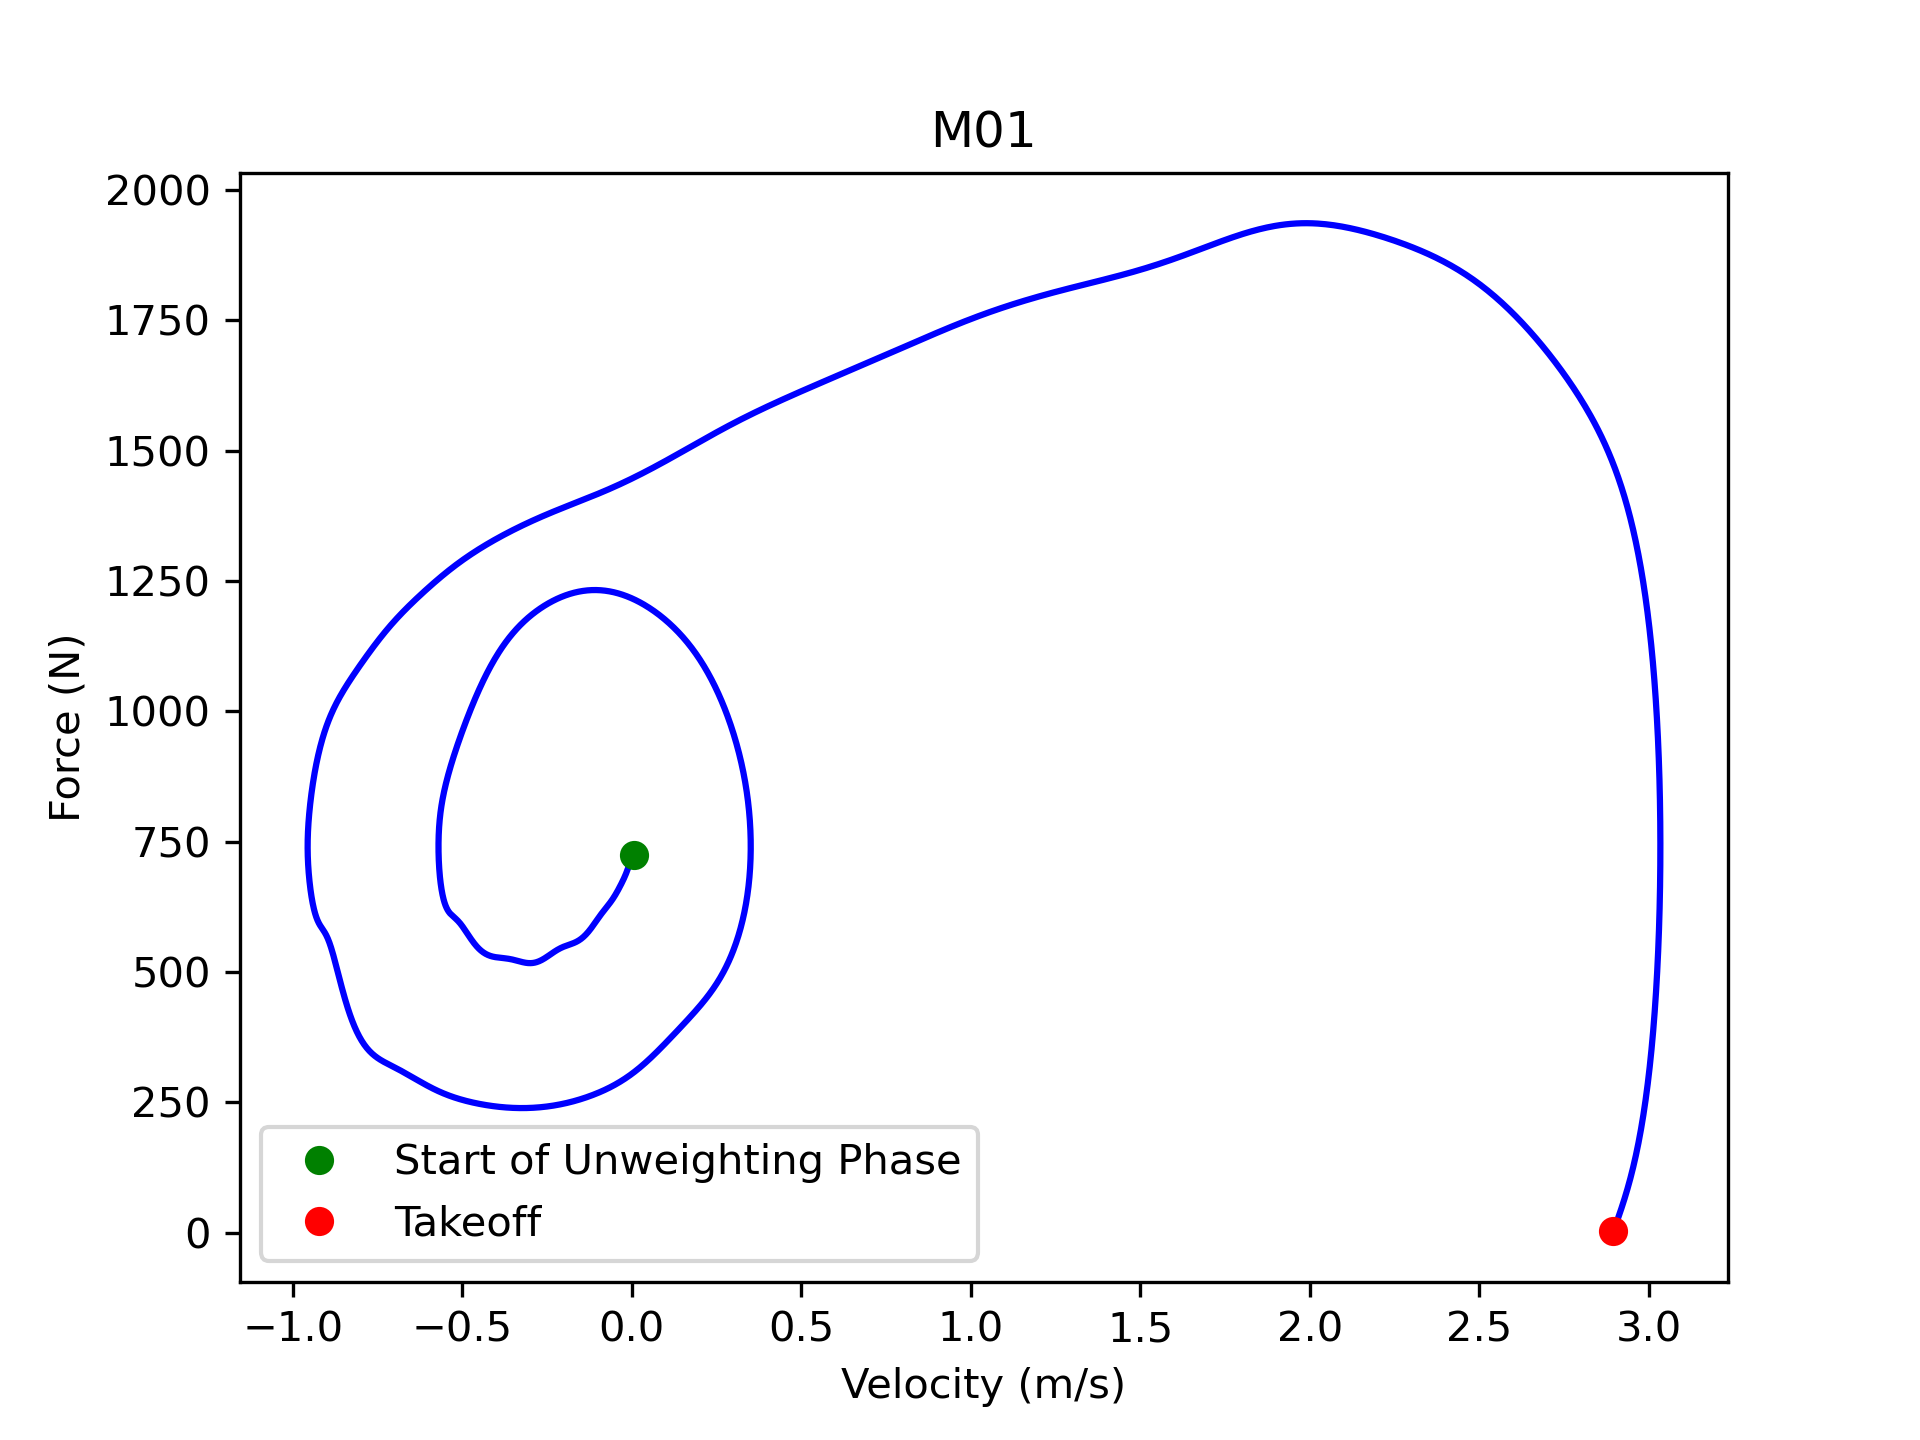 M01
2000
1750
1500
1250
1000
750
500
250
0
Force (N)
Start of Unweighting Phase
Takeoff
−1.0 −0.5 0.0 0.5 1.0 1.5 2.0 2.5 3.0
Velocity (m/s)